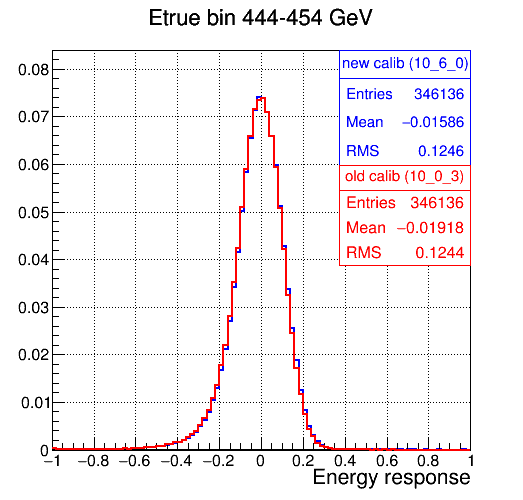 Etrue bin 444-454 GeV
new calib (10_6_0)
Entries 346136
Mean −0.01586
RMS 0.1246
old calib (10_0_3)
Entries 346136
Mean −0.01918
RMS 0.1244
0.08
0.07
0.06
0.05
0.04
0.03
0.02
0.01
0
−1 −0.8 −0.6 −0.4 −0.2 0 0.2 0.4 0.6 0.8 1
Energy response